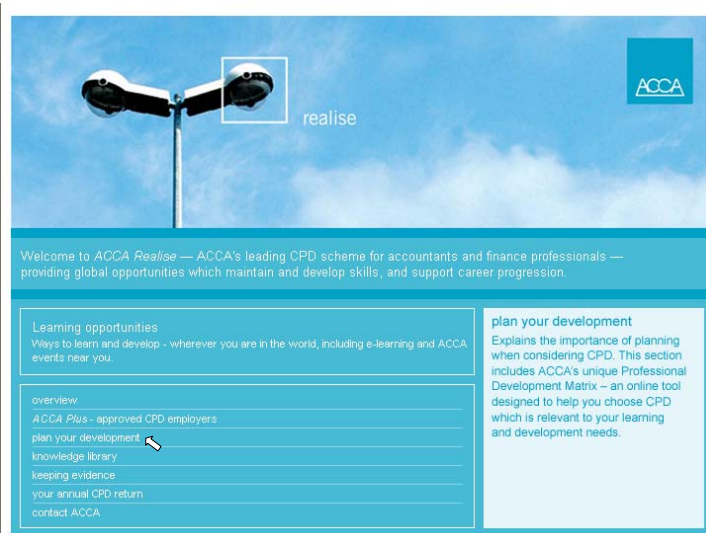 realise
ACCA
Welcome to ACCA Realise — ACCA's leading CPD scheme for accountants and finance professionals —
providing global opportunities which maintain and develop skills, and support career progression.
Learning opportunities
Ways to learn and develop - wherever you are in the world, including e-learning and ACCA
events near you.
overview
ACCA Plus - approved CPD employers
plan your development
knowledge library
keeping evidence
your annual CPD return
contact ACCA
plan your development
Explains the importance of planning
when considering CPD. This section
includes ACCA's unique Professional
Development Matrix – an online tool
designed to help you choose CPD
which is relevant to your learning
and development needs.